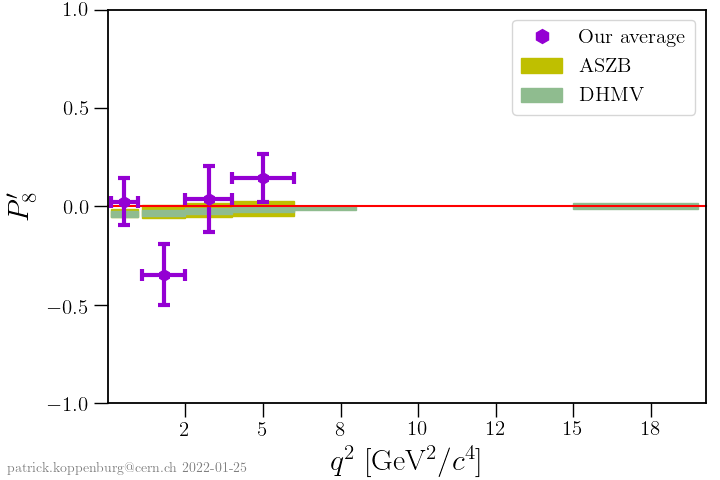 1.0
0.5
0.0
−0.5
−1.0
P′8
Our average
ASZB
DHMV
2 5 8 10 12 15 18
q² [GeV²/c⁴]
patrick.koppenburg@cern.ch 2022-01-25